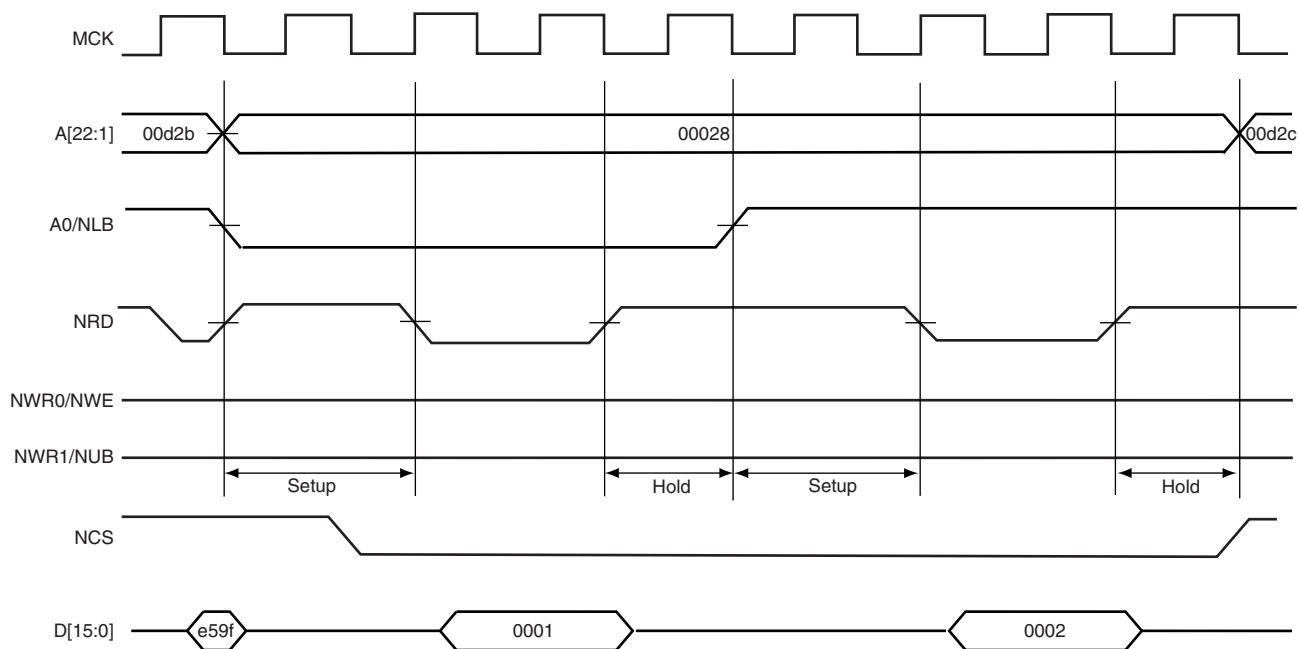 MCK
A[22:1] 00d2b 00028 00d2c
A0/NLB
NRD
NWR0/NWE
NWR1/NUB
Setup Hold Setup Hold
NCS
D[15:0] e59f 0001 0002